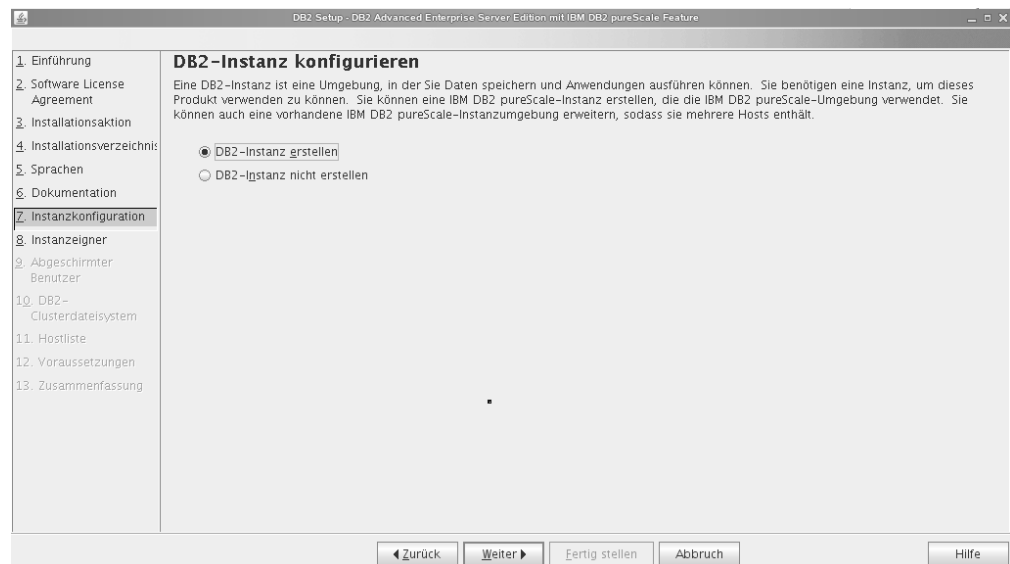 DB2 Setup - DB2 Advanced Enterprise Server Edition mit IBM DB2 pureScale Feature
1. Einführung
2. Software License
Agreement
3. Installationsaktion
4. Installationsverzeichnis
5. Sprachen
6. Dokumentation
7. Instanzkonfiguration
8. Instanzeigner
9. Abgeschirmter
Benutzer
10. DB2-
Clusterdateisystem
11. Hostliste
12. Voraussetzungen
13. Zusammenfassung
DB2-Instanz konfigurieren
Eine DB2-Instanz ist eine Umgebung, in der Sie Daten speichern und Anwendungen ausführen können. Sie benötigen eine Instanz, um dieses
Produkt verwenden zu können. Sie können eine IBM DB2 pureScale-Instanz erstellen, die die IBM DB2 pureScale-Umgebung verwendet. Sie
können auch eine vorhandene IBM DB2 pureScale-Instanzumgebung erweitern, sodass sie mehrere Hosts enthält.
DB2-Instanz erstellen
DB2-Instanz nicht erstellen
Zurück Weiter Fertig stellen Abbruch Hilfe